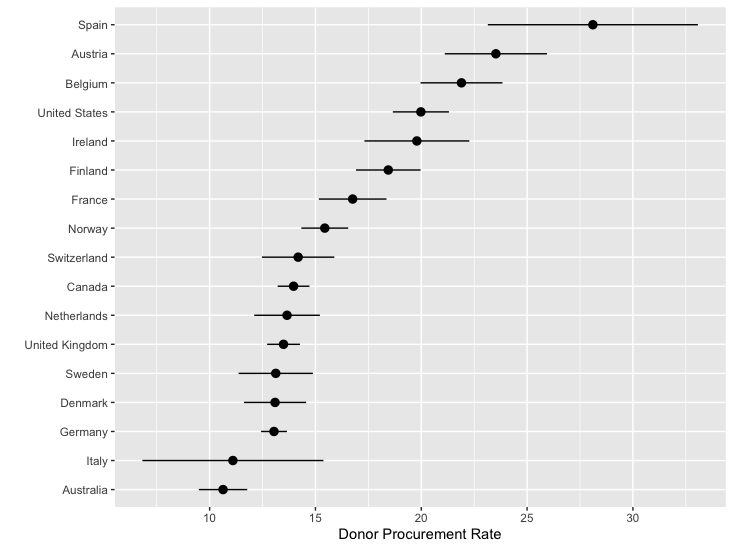 Spain
Austria
Belgium
United States
Ireland
Finland
France
Norway
Switzerland
Canada
Netherlands
United Kingdom
Sweden
Denmark
Germany
Italy
Australia
10 15 20 25 30
Donor Procurement Rate